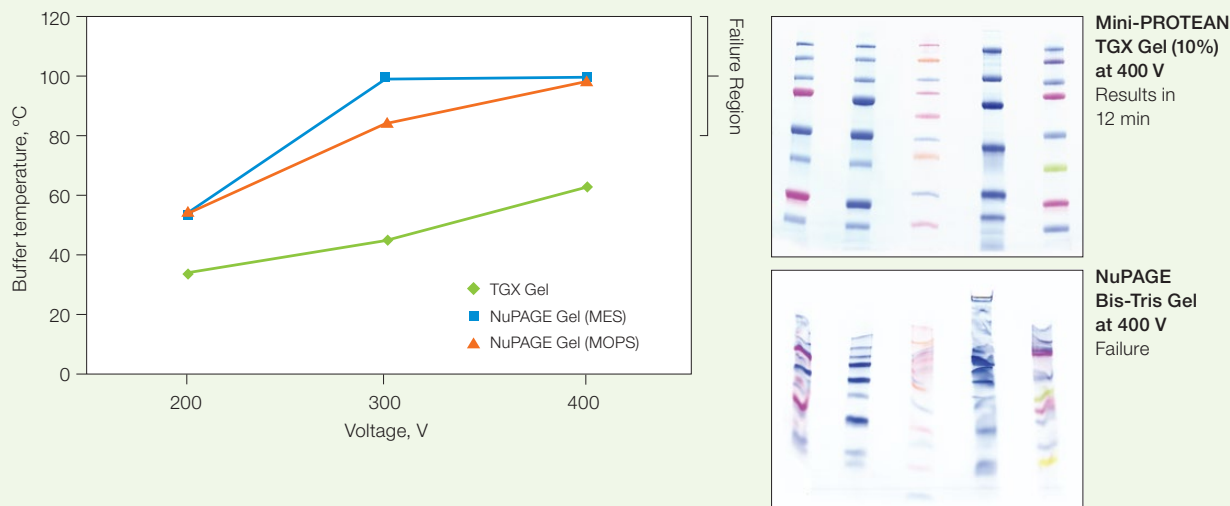 120
100
80
60
40
20
0
Buffer temperature, ºC
200
300
400
Voltage, V
Failure Region
TGX Gel
NuPAGE Gel (MES)
NuPAGE Gel (MOPS)
Mini-PROTEAN
TGX Gel (10%)
at 400 V
Results in
12 min
NuPAGE
Bis-Tris Gel
at 400 V
Failure